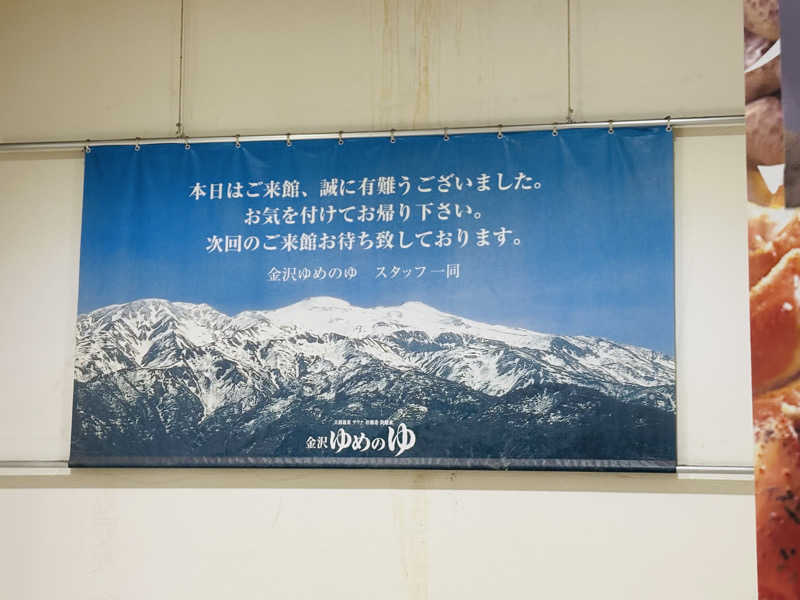 本日はご来館、誠に有難うございました。
お気を付けてお帰り下さい。
次回のご来館お待ち致しております。
金沢ゆめのゆ　スタッフ一同
金沢 ゆめのゆ